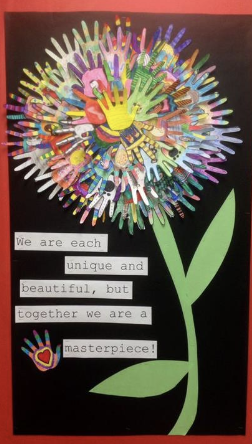 We are each
unique and
beautiful, but
together we are a
masterpiece!